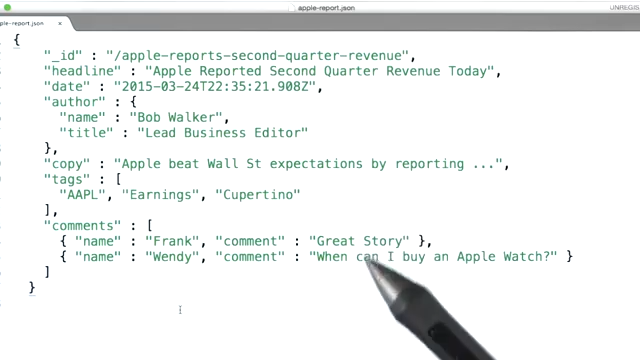 apple-report.json
UNREGIS
ple-report.json ×
{
"_id" : "/apple-reports-second-quarter-revenue",
"headline" : "Apple Reported Second Quarter Revenue Today",
"date" : "2015-03-24T22:35:21.908Z",
"author" : {
"name" : "Bob Walker",
"title" : "Lead Business Editor"
},
"copy" : "Apple beat Wall St expectations by reporting ...",
"tags" : [
"AAPL", "Earnings", "Cupertino"
],
"comments" : [
{ "name" : "Frank", "comment" : "Great Story" },
{ "name" : "Wendy", "comment" : "When can I buy an Apple Watch?" }
]
}